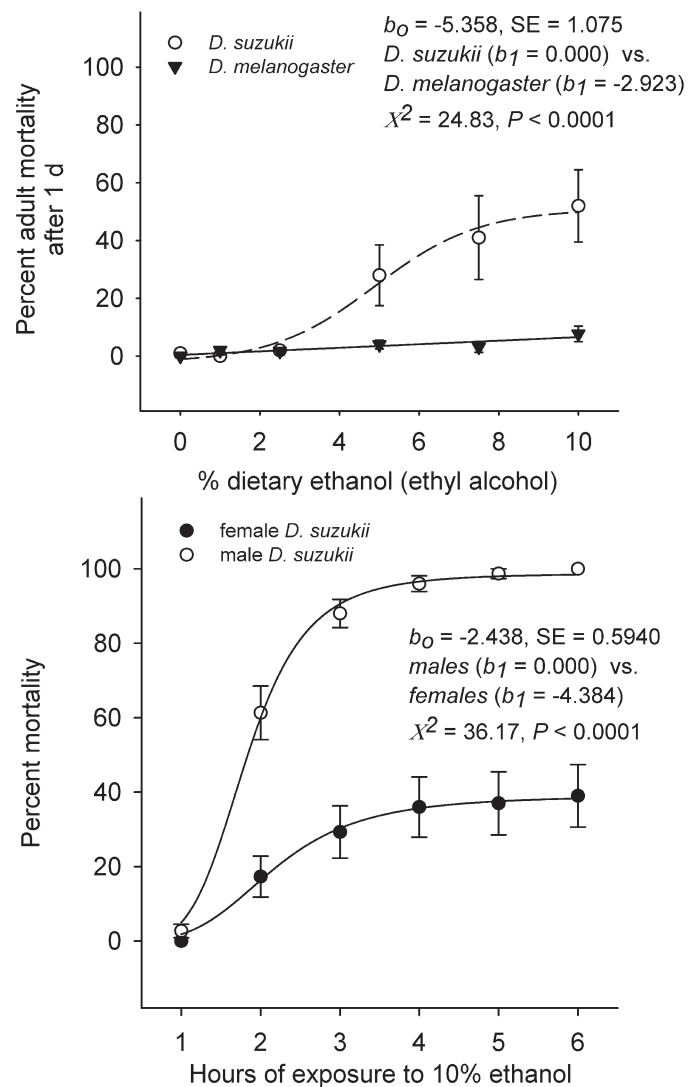 b₀ = -5.358, SE = 1.075
D. suzukii (b₁ = 0.000) vs.
D. melanogaster (b₁ = -2.923)
X² = 24.83, P < 0.0001
D. suzukii
D. melanogaster
Percent adult mortality
after 1 d
100
80
60
40
20
0
0 2 4 6 8 10
% dietary ethanol (ethyl alcohol)
female D. suzukii
male D. suzukii
b₀ = -2.438, SE = 0.5940
males (b₁ = 0.000) vs.
females (b₁ = -4.384)
X² = 36.17, P < 0.0001
Percent mortality
100
80
60
40
20
0
1 2 3 4 5 6
Hours of exposure to 10% ethanol